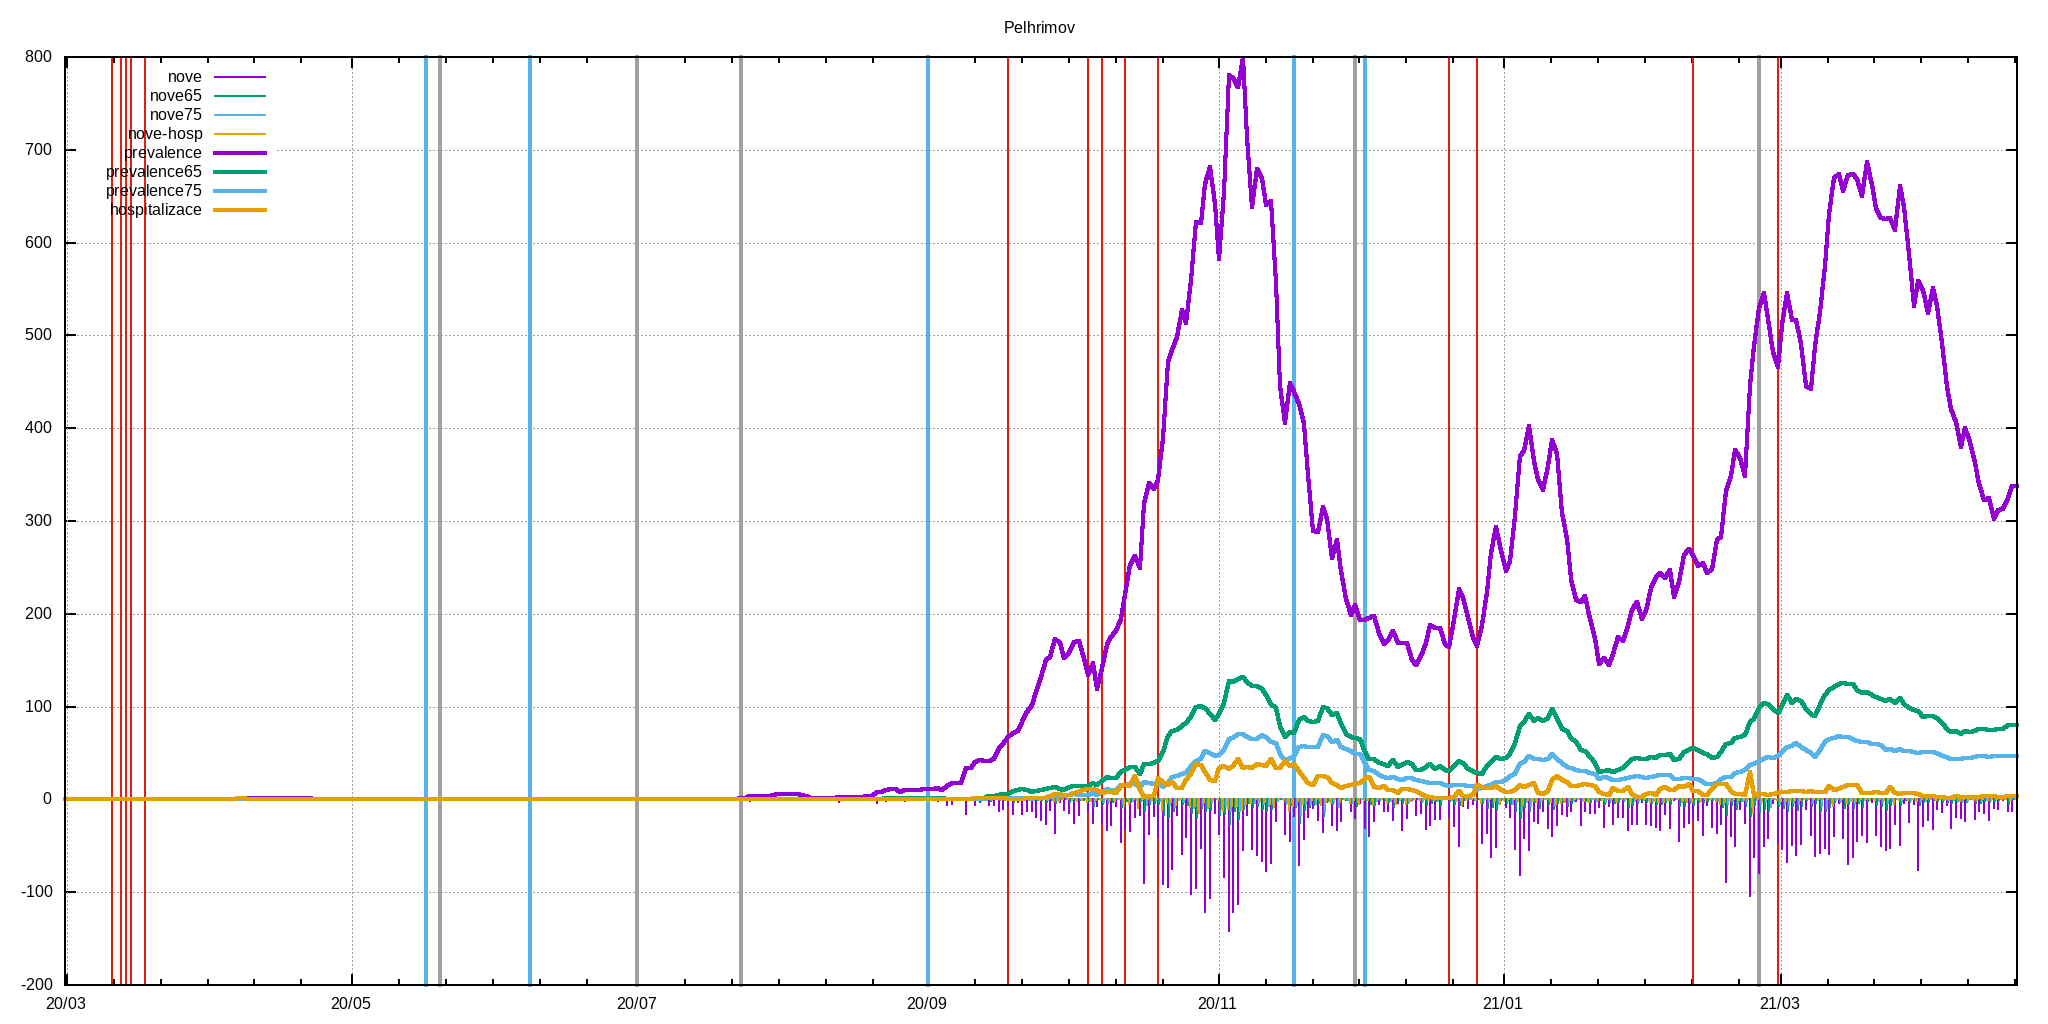 Pelhrimov
800
700
600
500
400
300
200
100
0
-100
-200
nove
nove65
nove75
nove-hosp
prevalence
prevalence65
prevalence75
hospitalizace
20/03 20/05 20/07 20/09 20/11 21/01 21/03